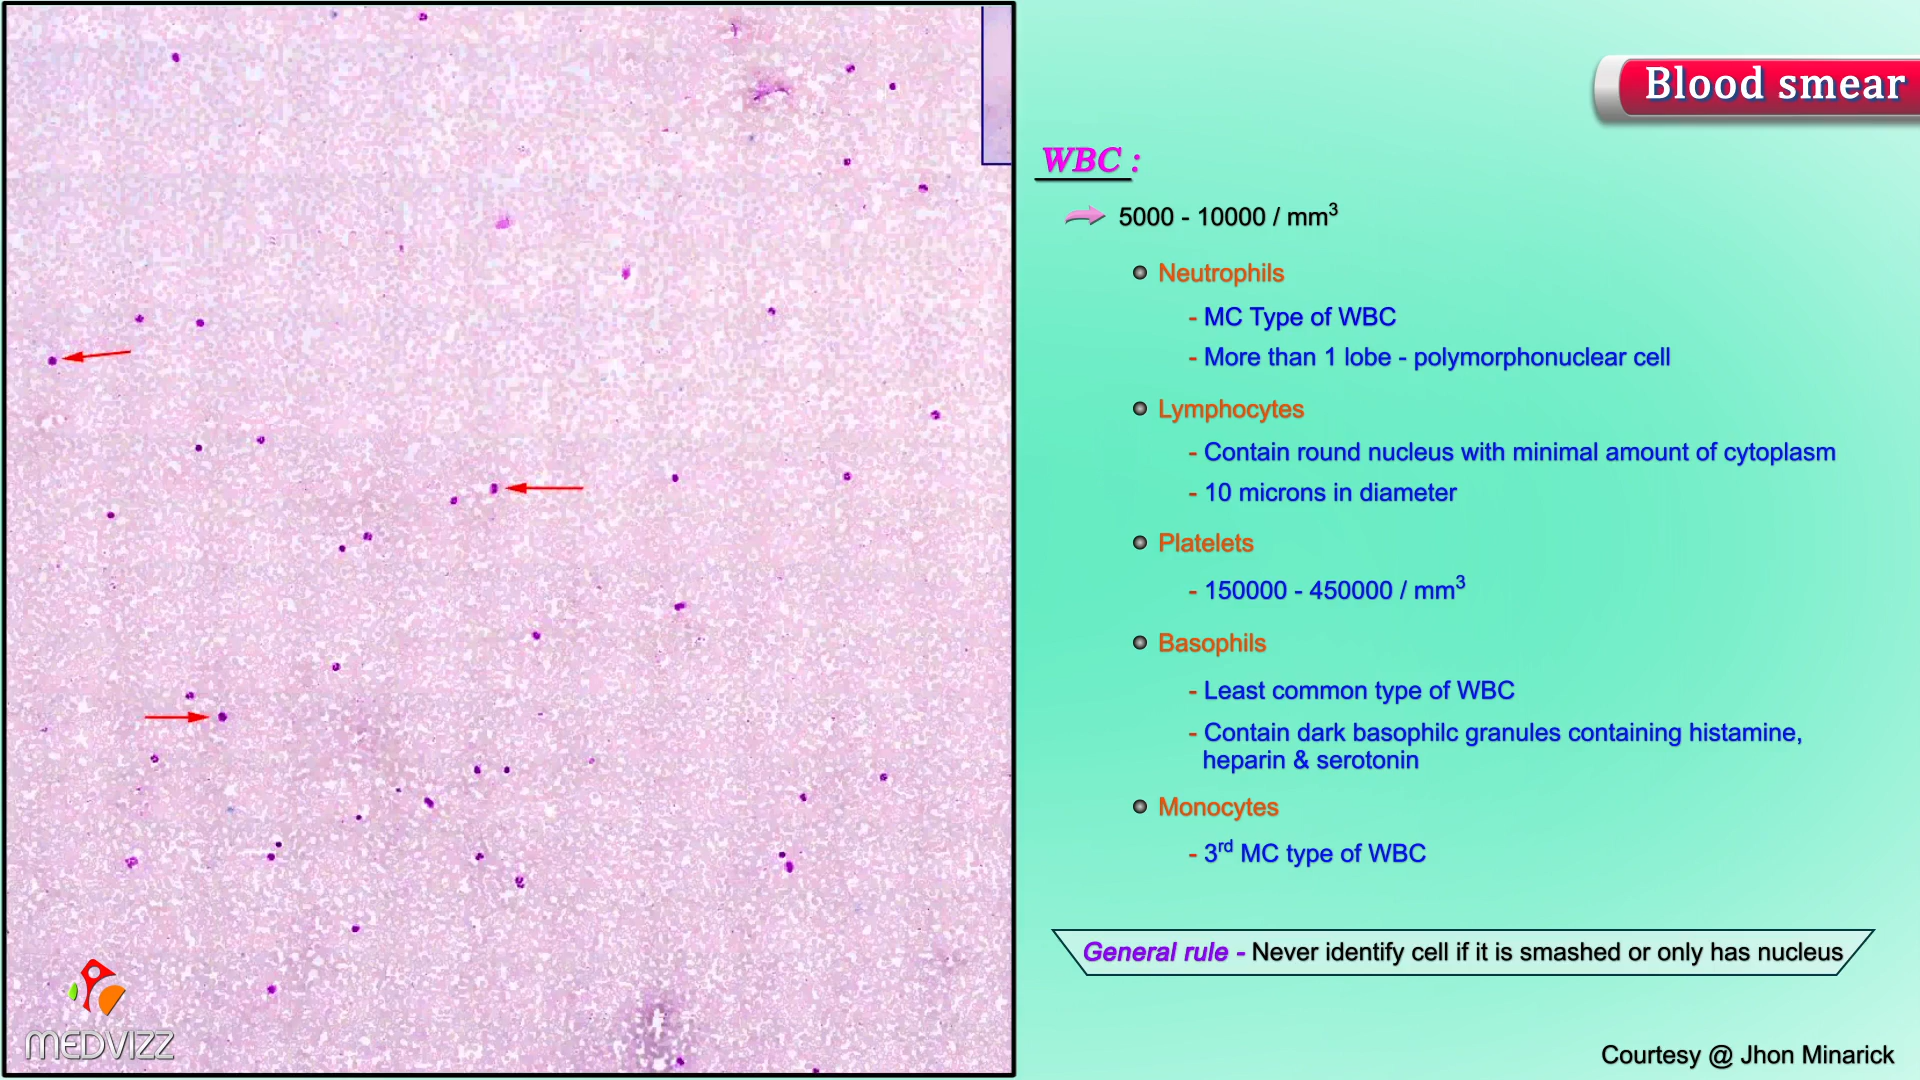 Blood smear
WBC :
5000 - 10000 / mm³
Neutrophils
- MC Type of WBC
- More than 1 lobe - polymorphonuclear cell
Lymphocytes
- Contain round nucleus with minimal amount of cytoplasm
- 10 microns in diameter
Platelets
- 150000 - 450000 / mm³
Basophils
- Least common type of WBC
- Contain dark basophilc granules containing histamine,
heparin & serotonin
Monocytes
- 3rd MC type of WBC
General rule - Never identify cell if it is smashed or only has nucleus
MEDVIZZ
Courtesy @ Jhon Minarick